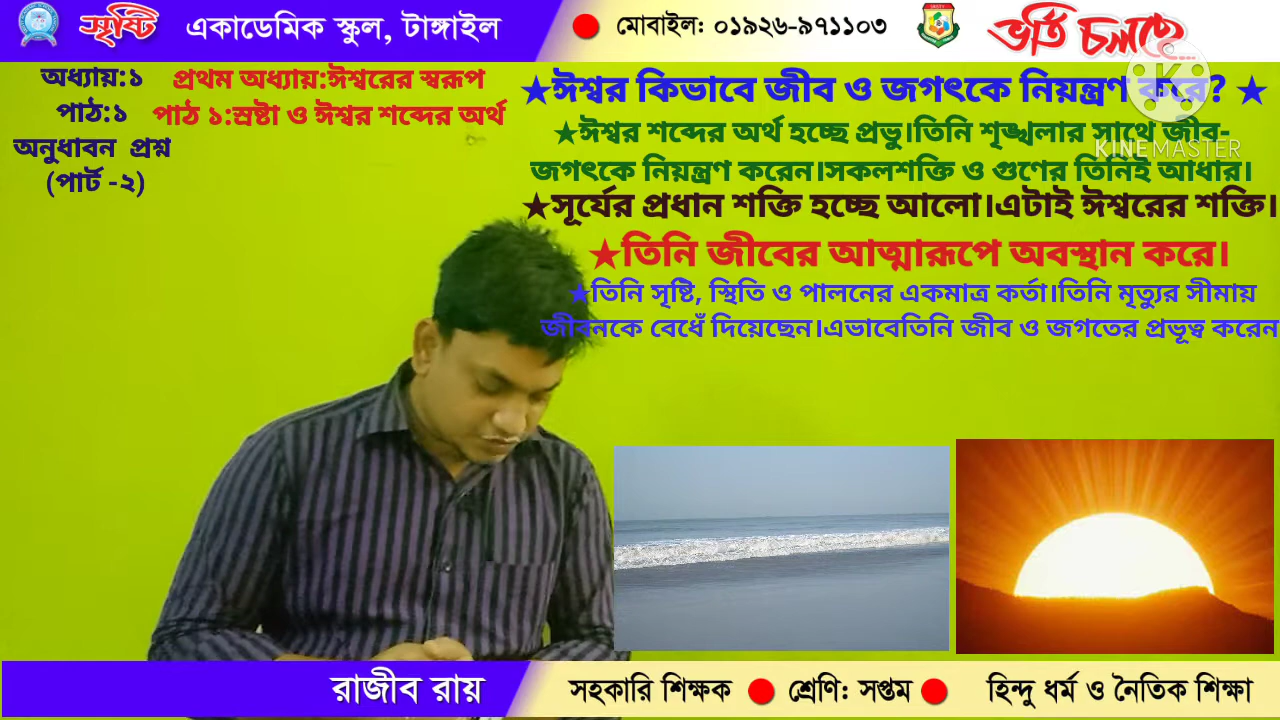 সৃষ্টি একাডেমিক স্কুল, টাঙ্গাইল
মোবাইল: ০১৯২৬-৯৭১১০৩
ভর্তি চলছে
অধ্যায়:১
পাঠ:১
অনুধাবন প্রশ্ন
(পার্ট -২)
প্রথম অধ্যায়:ঈশ্বরের স্বরূপ
পাঠ ১:স্রষ্টা ও ঈশ্বর শব্দের অর্থ
★ঈশ্বর কিভাবে জীব ও জগৎকে নিয়ন্ত্রণ করে? ★
★ঈশ্বর শব্দের অর্থ হচ্ছে প্রভু।তিনি শৃঙ্খলার সাথে জীব-
জগৎকে নিয়ন্ত্রণ করেন।সকলশক্তি ও গুণের তিনিই আধার।
★সূর্যের প্রধান শক্তি হচ্ছে আলো।এটাই ঈশ্বরের শক্তি।
★তিনি জীবের আত্মারূপে অবস্থান করে।
★তিনি সৃষ্টি, স্থিতি ও পালনের একমাত্র কর্তা।তিনি মৃত্যুর সীমায়
জীবনকে বেধেঁ দিয়েছেন।এভাবেতিনি জীব ও জগতের প্রভূত্ব করেন
KINEMASTER
রাজীব রায়
সহকারি শিক্ষক
শ্রেণি: সপ্তম
হিন্দু ধর্ম ও নৈতিক শিক্ষা